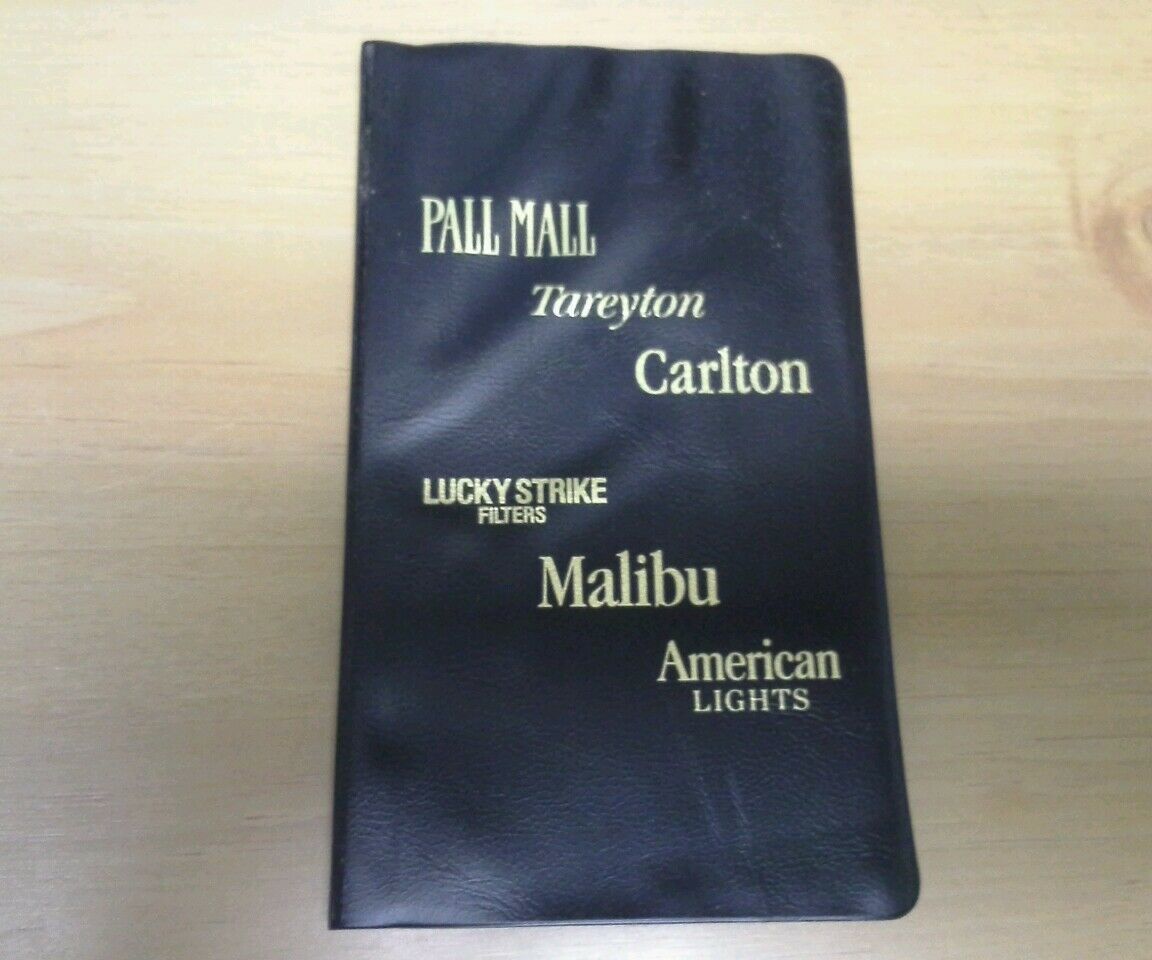 PALL MALL
Tareyton
Carlton
LUCKY STRIKE
FILTERS
Malibu
American
LIGHTS